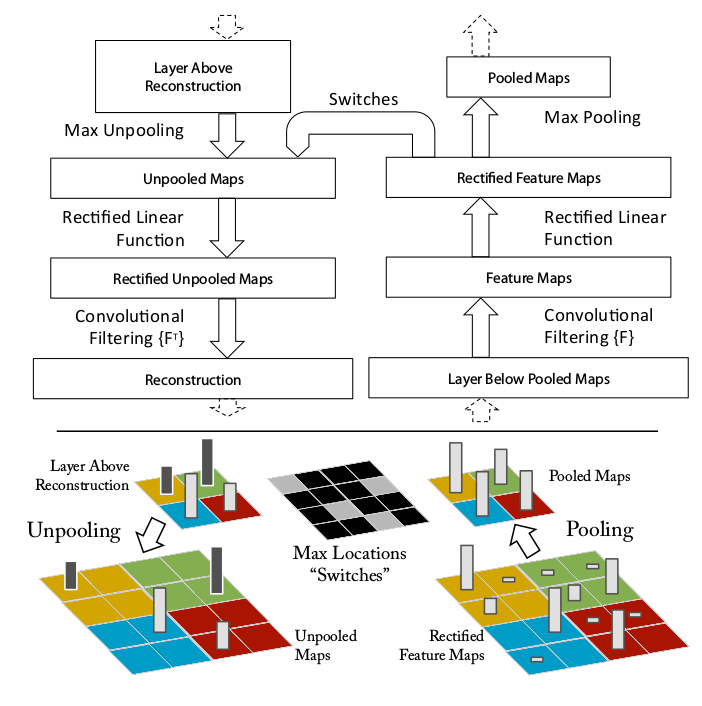 Layer Above
Reconstruction
Pooled Maps
Switches
Max Unpooling
Max Pooling
Unpooled Maps
Rectified Feature Maps
Rectified Linear
Function
Rectified Linear
Function
Rectified Unpooled Maps
Feature Maps
Convolutional
Filtering {Fᵀ}
Convolutional
Filtering {F}
Reconstruction
Layer Below Pooled Maps
Layer Above
Reconstruction
Pooled Maps
Unpooling
Max Locations
“Switches”
Pooling
Unpooled
Maps
Rectified
Feature Maps